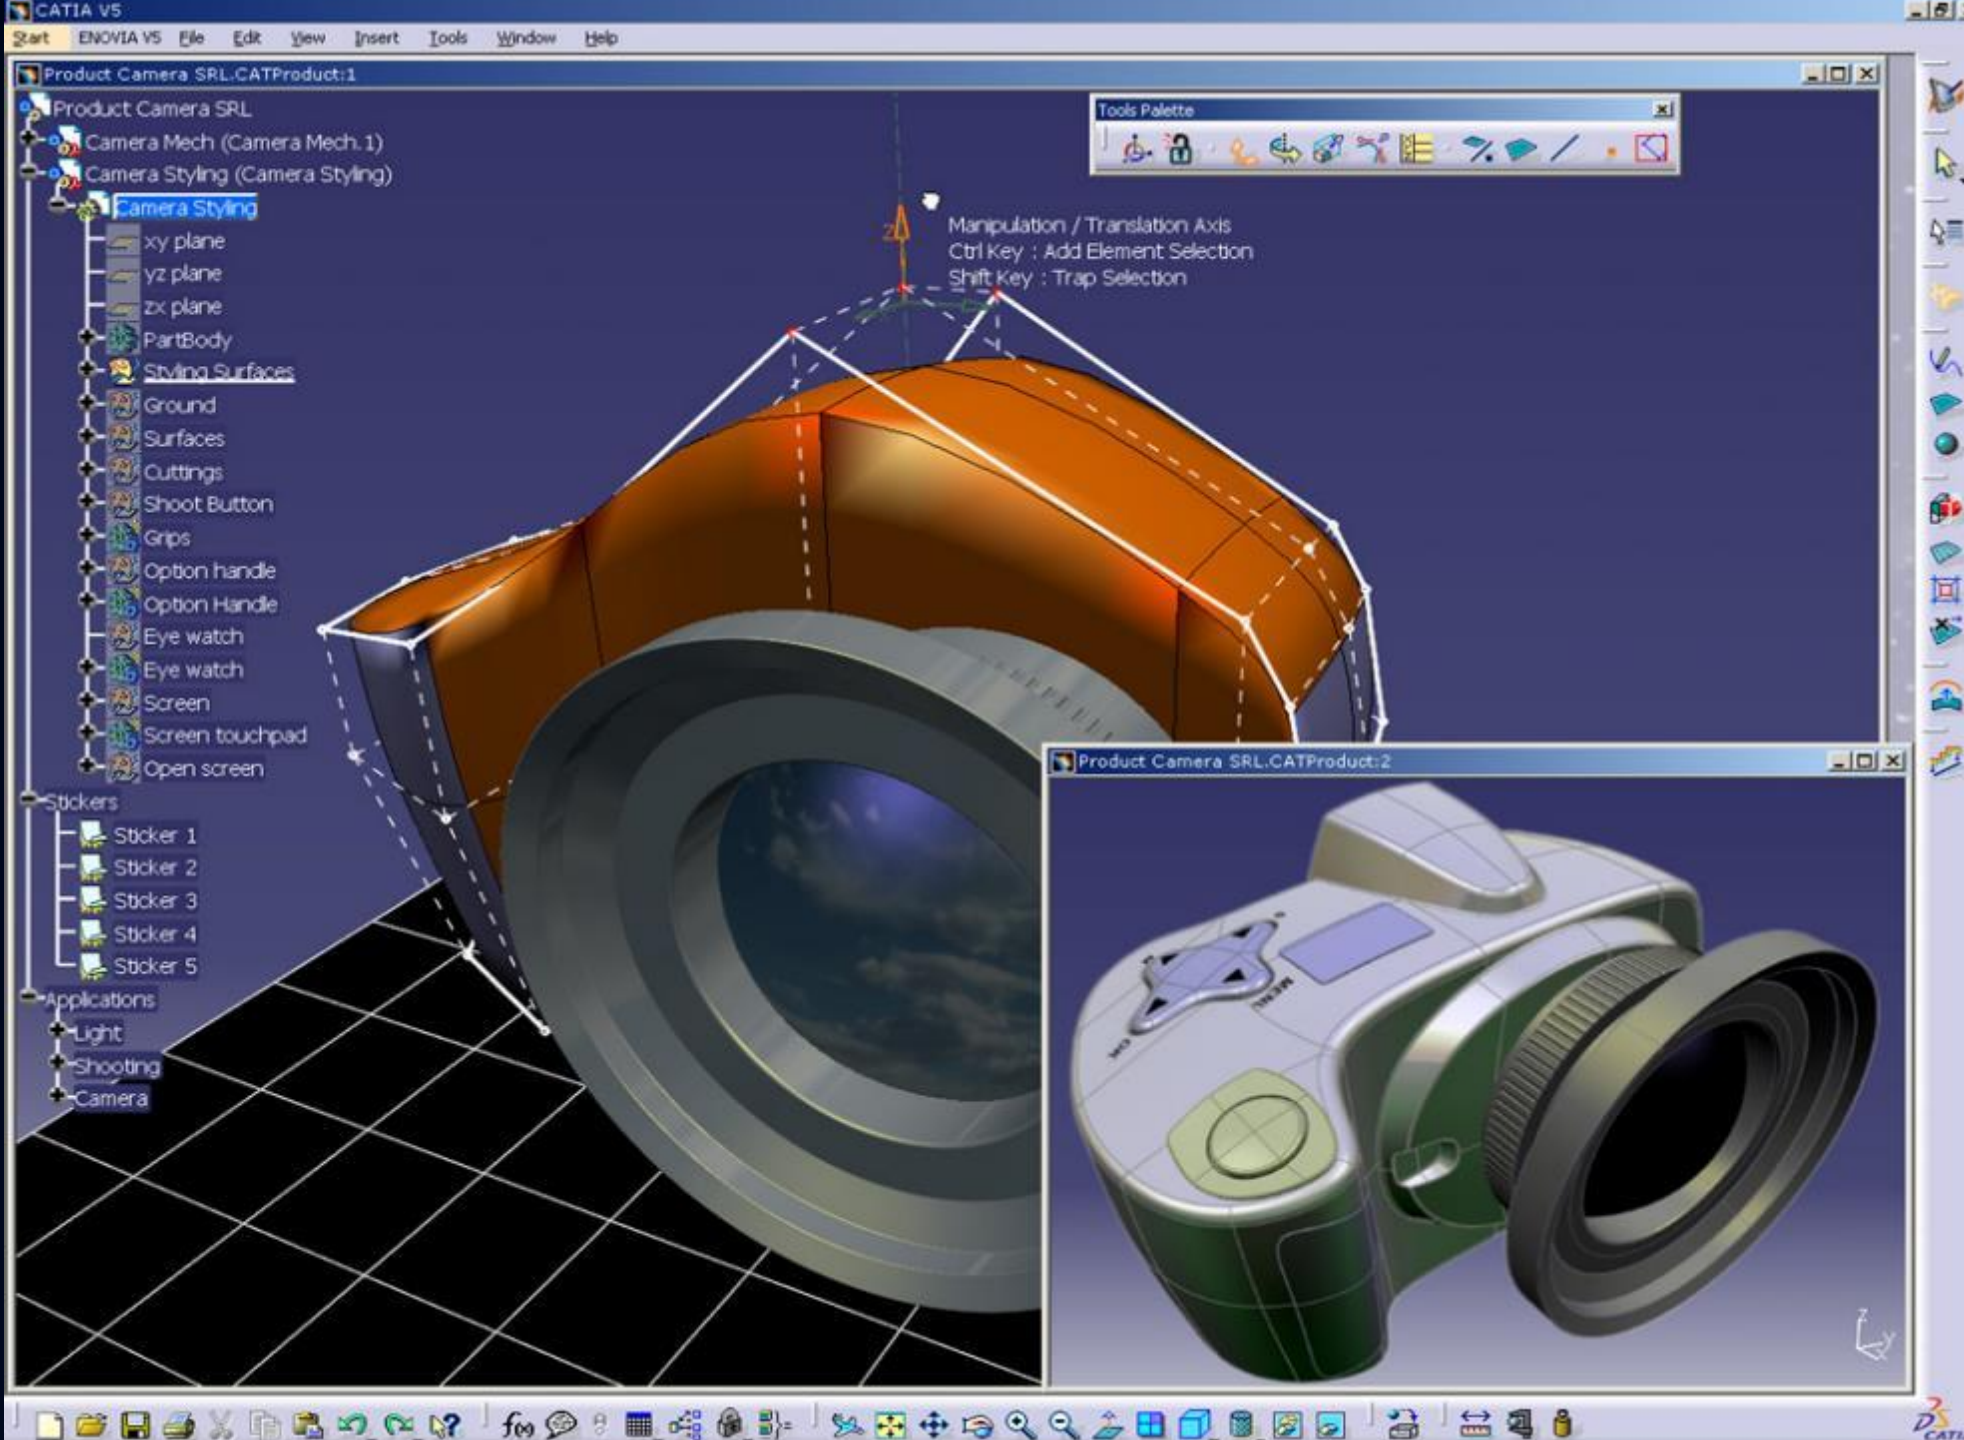 CATIA V5
Start ENOVIA V5 File Edit View Insert Tools Window Help
Product Camera SRL.CATProduct:1
Product Camera SRL
Camera Mech (Camera Mech.1)
Camera Styling (Camera Styling)
Camera Styling
xy plane
yz plane
zx plane
PartBody
Styling Surfaces
Ground
Surfaces
Cuttings
Shoot Button
Grips
Option handle
Option Handle
Eye watch
Eye watch
Screen
Screen touchpad
Open screen
Stickers
Sticker 1
Sticker 2
Sticker 3
Sticker 4
Sticker 5
Applications
Light
Shooting
Camera
Tools Palette
z
Manipulation / Translation Axis
Ctrl Key : Add Element Selection
Shift Key : Trap Selection
Product Camera SRL.CATProduct:2
MENU
OK
z
y
x
f(x)
CATIA